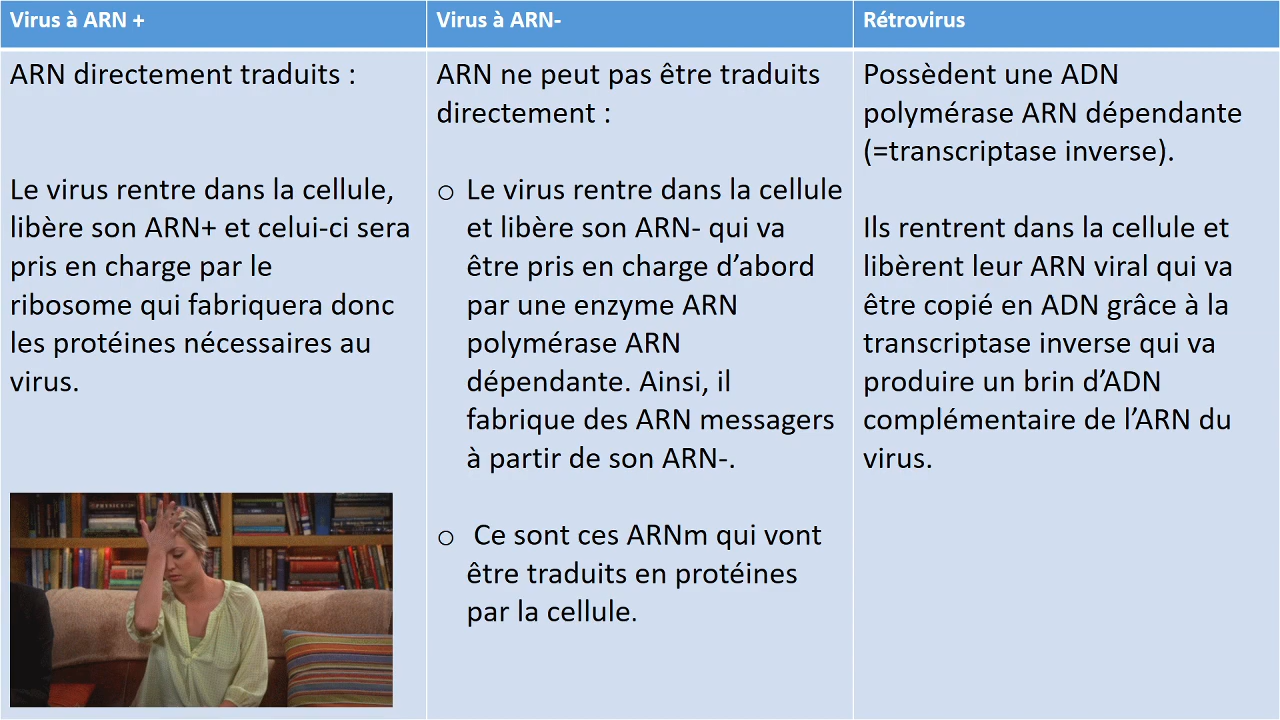 Virus à ARN +
ARN directement traduits :
Le virus rentre dans la cellule,
libère son ARN+ et celui-ci sera
pris en charge par le
ribosome qui fabriquera donc
les protéines nécessaires au
virus.
Virus à ARN-
ARN ne peut pas être traduits
directement :
o Le virus rentre dans la cellule
et libère son ARN- qui va
être pris en charge d’abord
par une enzyme ARN
polymérase ARN
dépendante. Ainsi, il
fabrique des ARN messagers
à partir de son ARN-.
o Ce sont ces ARNm qui vont
être traduits en protéines
par la cellule.
Rétrovirus
Possèdent une ADN
polymérase ARN dépendante
(=transcriptase inverse).
Ils rentrent dans la cellule et
libèrent leur ARN viral qui va
être copié en ADN grâce à la
transcriptase inverse qui va
produire un brin d’ADN
complémentaire de l’ARN du
virus.